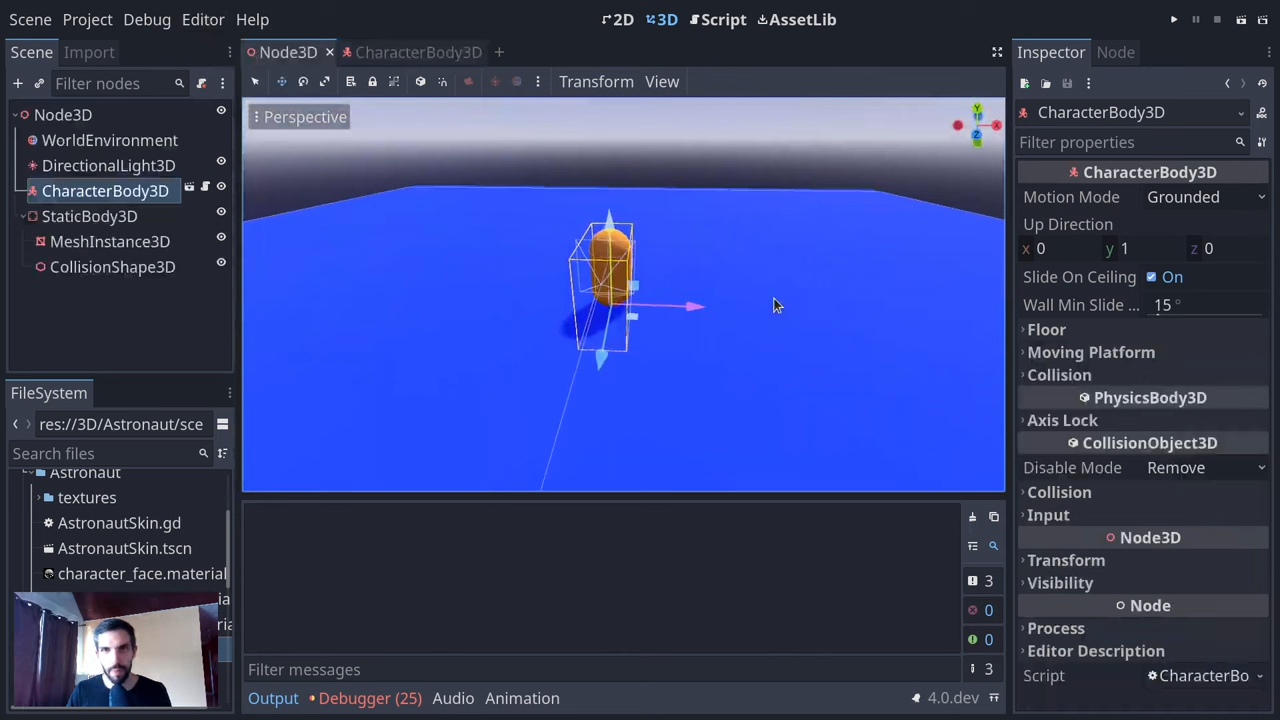 Scene Project Debug Editor Help
2D 3D Script AssetLib
Scene Import
Filter nodes
Node3D
WorldEnvironment
DirectionalLight3D
CharacterBody3D
StaticBody3D
MeshInstance3D
CollisionShape3D
FileSystem
res://3D/Astronaut/sce
Search files
Astronaut
textures
AstronautSkin.gd
AstronautSkin.tscn
character_face.material
Node3D CharacterBody3D
Transform View
Perspective
Y
X
Z
3
0
0
Filter messages
3
Output Debugger (25) Audio Animation
4.0.dev
Inspector Node
CharacterBody3D
Filter properties
CharacterBody3D
Motion Mode Grounded
Up Direction
x 0 y 1 z 0
Slide On Ceiling On
Wall Min Slide ... 15 °
Floor
Moving Platform
Collision
PhysicsBody3D
Axis Lock
CollisionObject3D
Disable Mode Remove
Collision
Input
Node3D
Transform
Visibility
Node
Process
Editor Description
Script CharacterBo